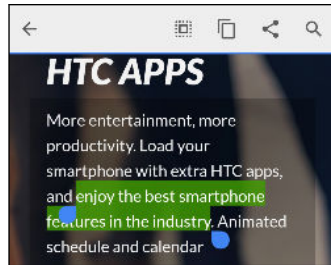 HTC APPS
More entertainment, more
productivity. Load your
smartphone with extra HTC apps,
and enjoy the best smartphone
features in the industry. Animated
schedule and calendar